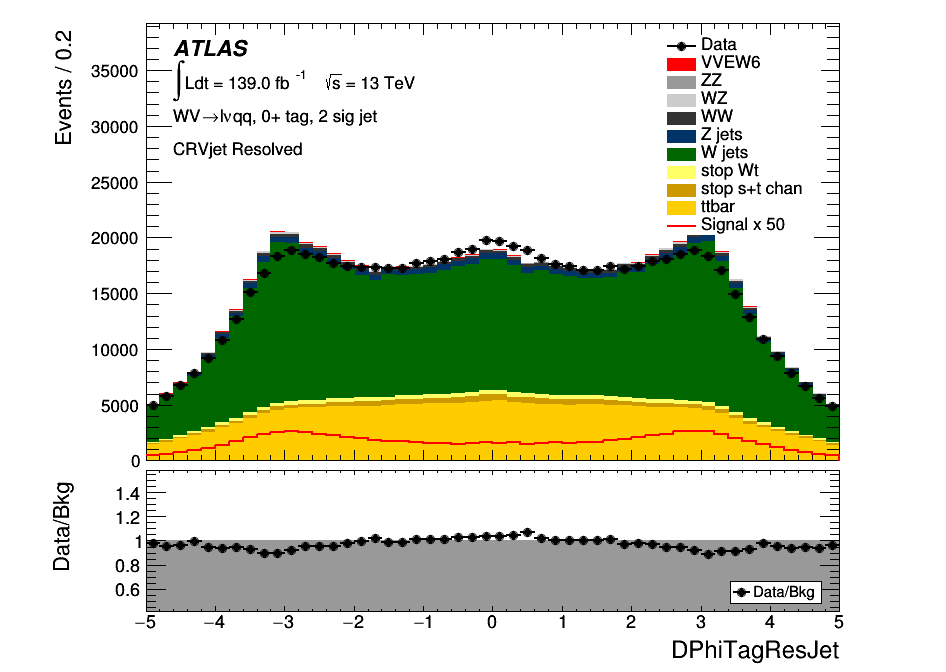 Events / 0.2
35000
30000
25000
20000
15000
10000
5000
0
ATLAS
∫Ldt = 139.0 fb⁻¹ √s = 13 TeV
WV→lνqq, 0+ tag, 2 sig jet
CRVjet Resolved
Data
VVEW6
ZZ
WZ
WW
Z jets
W jets
stop Wt
stop s+t chan
ttbar
Signal x 50
Data/Bkg
1.4
1.2
1
0.8
0.6
Data/Bkg
−5 −4 −3 −2 −1 0 1 2 3 4 5
DPhiTagResJet